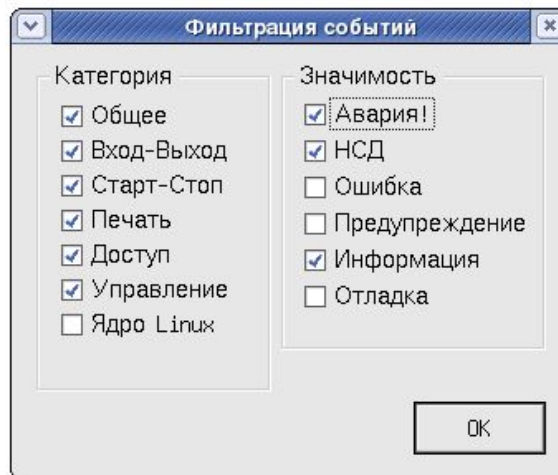 Фильтрация событий
Категория
Общее
Вход-Выход
Старт-Стоп
Печать
Доступ
Управление
Ядро Linux
Значимость
Авария!
НСД
Ошибка
Предупреждение
Информация
Отладка
OK